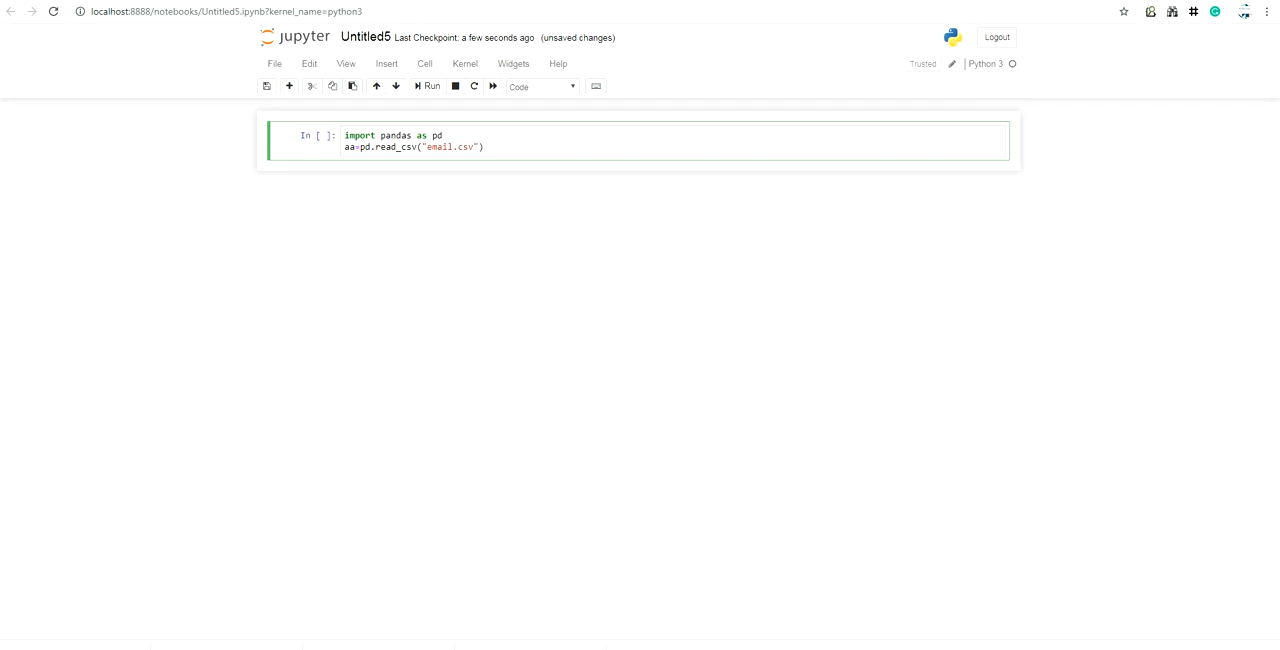 localhost:8888/notebooks/Untitled5.ipynb?kernel_name=python3
jupyter Untitled5 Last Checkpoint: a few seconds ago (unsaved changes) Logout
File Edit View Insert Cell Kernel Widgets Help Trusted Python 3
Run Code
In [ ]: import pandas as pd
aa=pd.read_csv("email.csv")